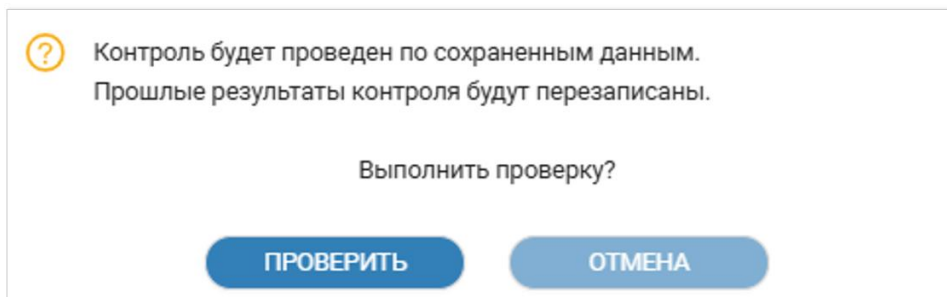 Контроль будет проведен по сохраненным данным.
Прошлые результаты контроля будут перезаписаны.
Выполнить проверку?
ПРОВЕРИТЬ
ОТМЕНА